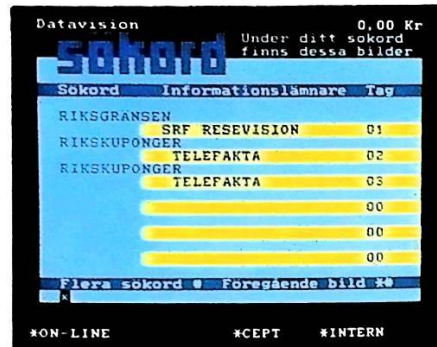 Datavision 0,00 Kr
sökord Under ditt sökord
finns dessa bilder
Sökord Informationslämnare Tag
RIKSGRÄNSEN
SRF RESEVISION 01
RIKSKUPONGER
TELEFAKTA 02
RIKSKUPONGER
TELEFAKTA 03
00
00
00
Flera sökord # Föregående bild *#
*
*ON-LINE *CEPT *INTERN